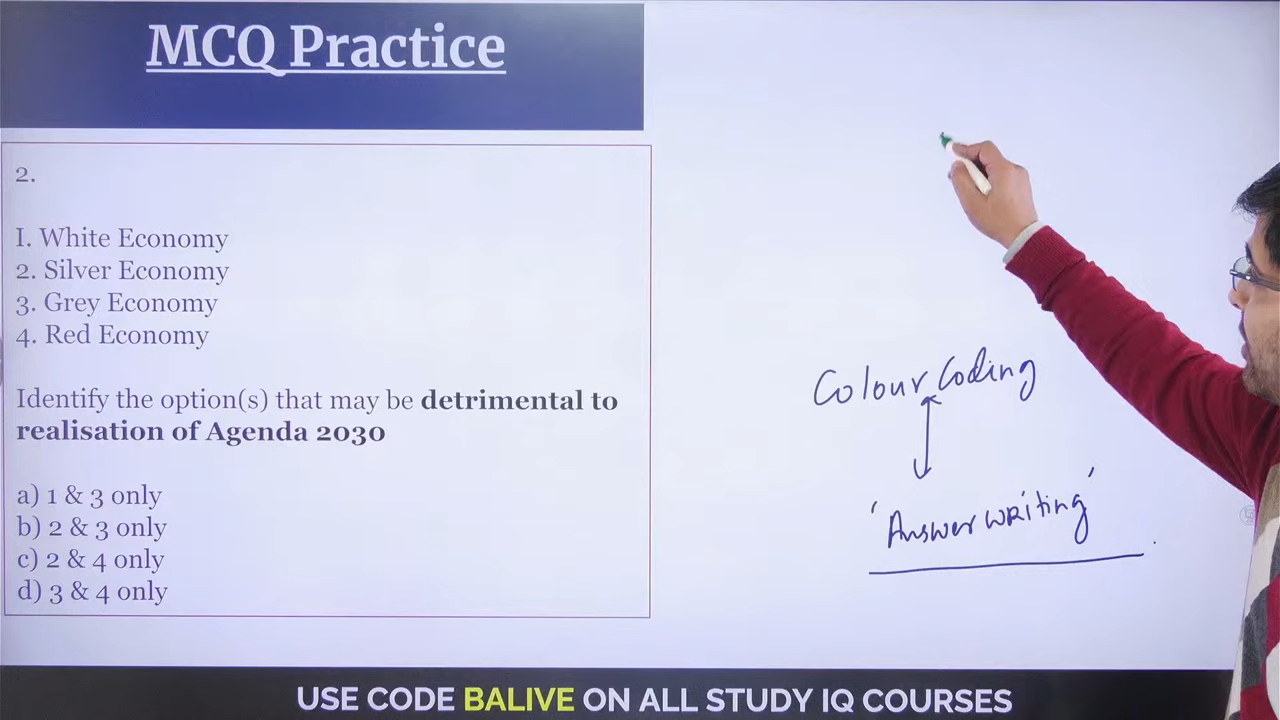 MCQ Practice
2.
I. White Economy
2. Silver Economy
3. Grey Economy
4. Red Economy
Identify the option(s) that may be detrimental to
realisation of Agenda 2030
a) 1 & 3 only
b) 2 & 3 only
c) 2 & 4 only
d) 3 & 4 only
Colour Coding
'Answer writing'
USE CODE BALIVE ON ALL STUDY IQ COURSES